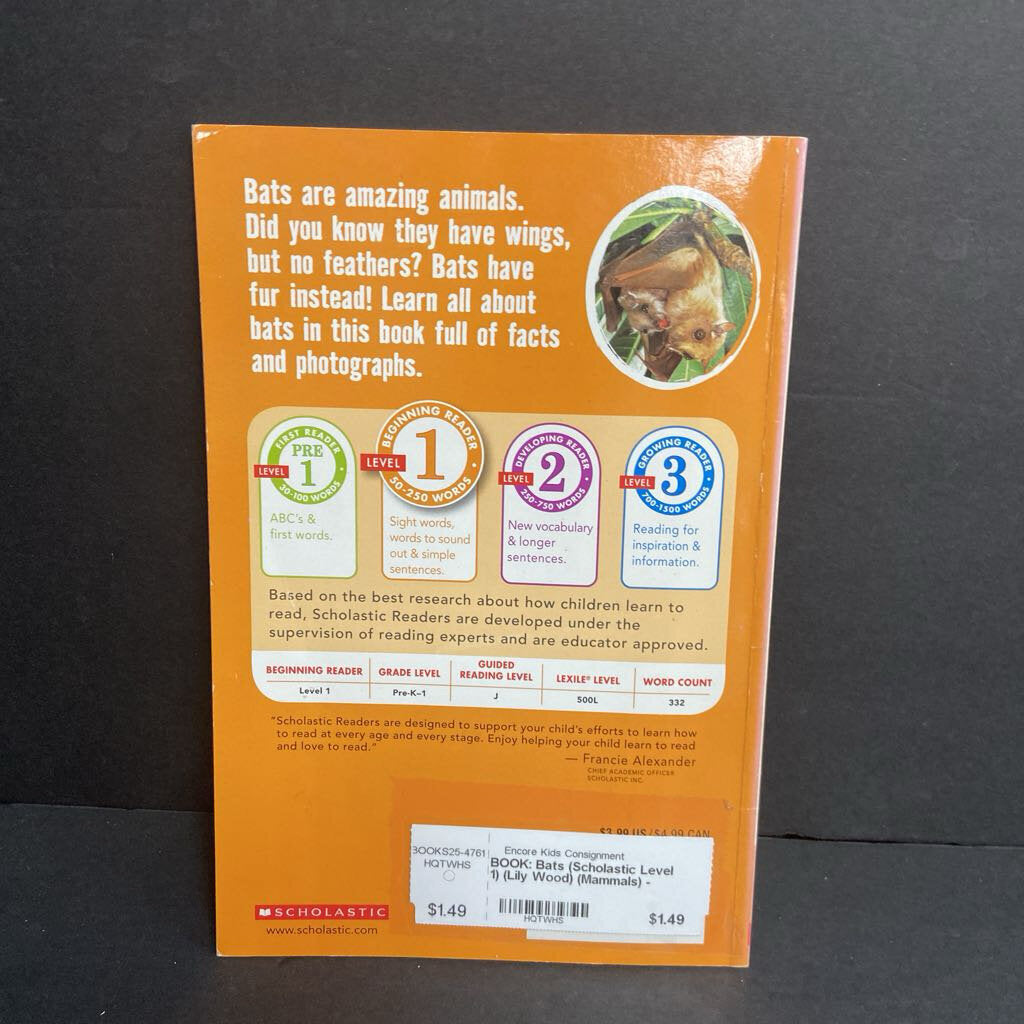 Bats are amazing animals.
Did you know they have wings,
but no feathers? Bats have
fur instead! Learn all about
bats in this book full of facts
and photographs.
FIRST READER
PRE
LEVEL 1
30-100 WORDS
ABC's &
first words.
BEGINNING READER
LEVEL 1
50-250 WORDS
Sight words,
words to sound
out & simple
sentences.
DEVELOPING READER
LEVEL 2
250-750 WORDS
New vocabulary
& longer
sentences.
GROWING READER
LEVEL 3
700-1500 WORDS
Reading for
inspiration &
information.
Based on the best research about how children learn to
read, Scholastic Readers are developed under the
supervision of reading experts and are educator approved.
BEGINNING READER GRADE LEVEL GUIDED READING LEVEL LEXILE® LEVEL WORD COUNT
Level 1 Pre-K–1 J 500L 332
"Scholastic Readers are designed to support your child's efforts to learn how
to read at every age and every stage. Enjoy helping your child learn to read
and love to read."
— Francie Alexander
CHIEF ACADEMIC OFFICER
SCHOLASTIC INC.
$3.99 US / $4.99 CAN
BOOKS25-4761
HQTWHS
$1.49
Encore Kids Consignment
BOOK: Bats (Scholastic Level
1) (Lily Wood) (Mammals) -
HQTWHS
$1.49
SCHOLASTIC
www.scholastic.com